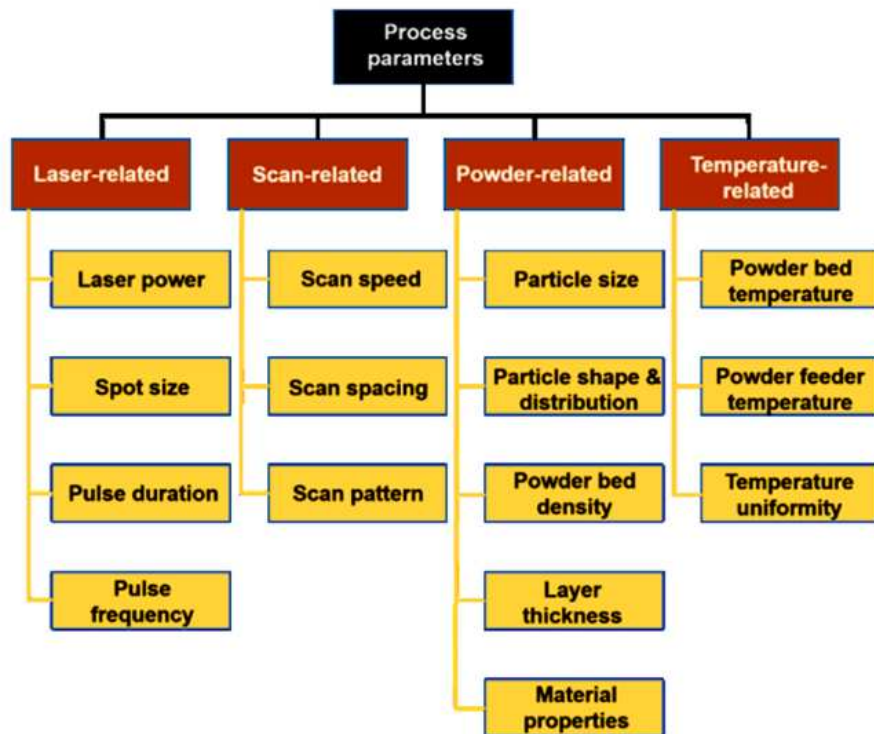 Process
parameters
Laser-related
Scan-related
Powder-related
Temperature-
related
Laser power
Scan speed
Particle size
Powder bed
temperature
Spot size
Scan spacing
Particle shape &
distribution
Powder feeder
temperature
Pulse duration
Scan pattern
Powder bed
density
Temperature
uniformity
Pulse
frequency
Layer
thickness
Material
properties